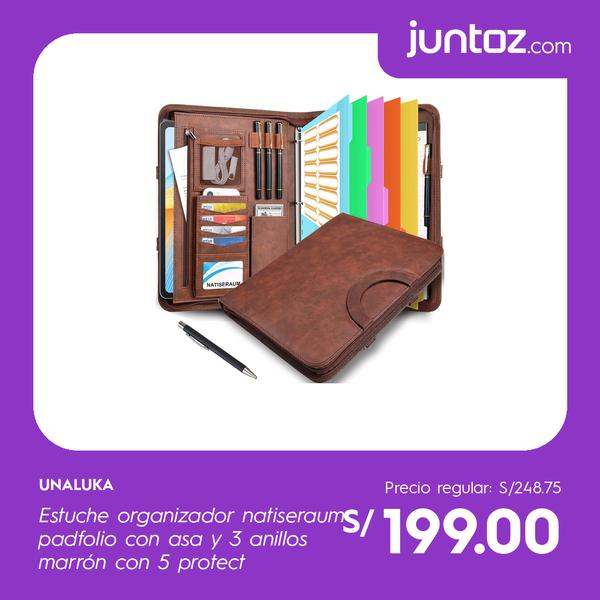 juntoz.com
NATISERAUM
UNALUKA
Precio regular: S/248.75
Estuche organizador natiseraum
padfolio con asa y 3 anillos
marrón con 5 protect
S/199.00